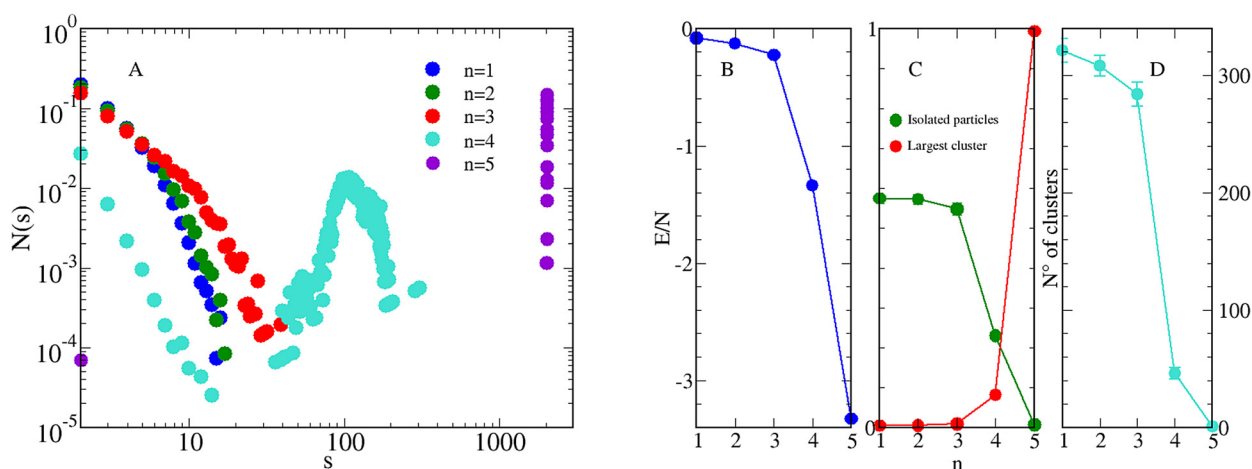 A
n=1
n=2
n=3
n=4
n=5
10^0
10^-1
10^-2
10^-3
10^-4
10^-5
N(s)
10 100 1000
s
B
0
-1
-2
-3
E/N
1 2 3 4 5
C
Isolated particles
Largest cluster
1
0
1 2 3 4 5
n
D
N° of clusters
300
200
100
0
1 2 3 4 5